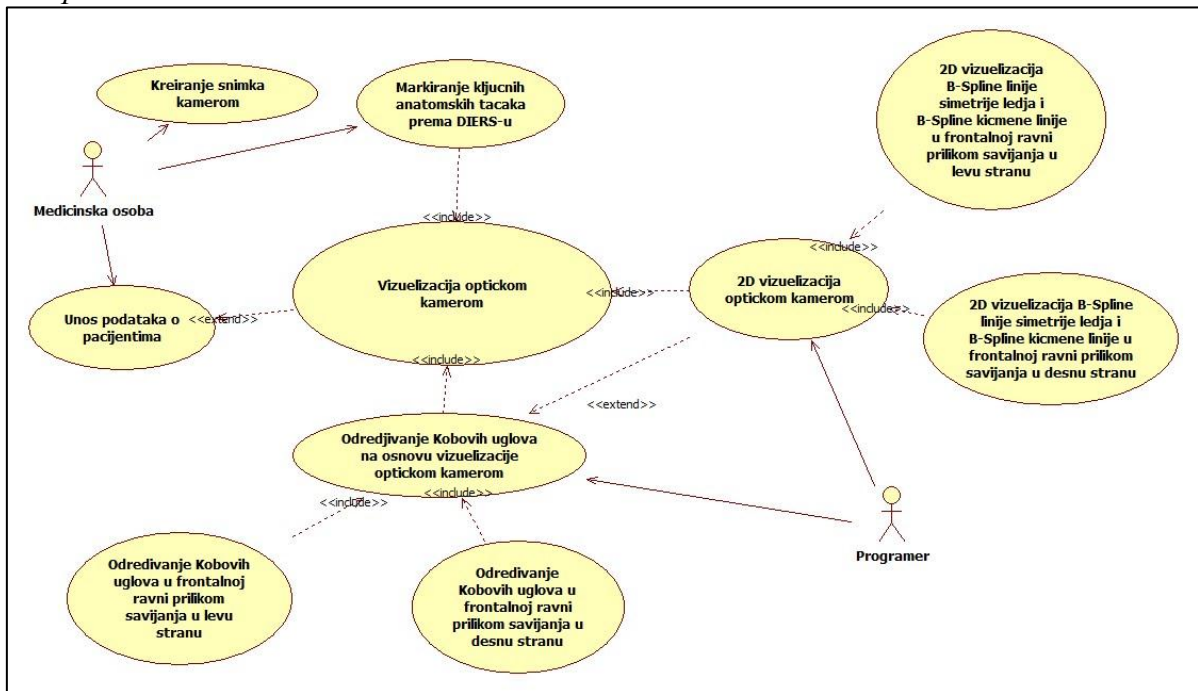 Kreiranje snimka
kamerom
Markiranje kljucnih
anatomskih tacaka
prema DIERS-u
2D vizuelizacija
B-Spline linije
simetrije ledja i
B-Spline kicmene linije
u frontalnoj ravni
prilikom savijanja u
levu stranu
Medicinska osoba
<<include>>
<<include>>
Vizuelizacija optickom
kamerom
<<include>>
2D vizuelizacija
optickom kamerom
<<include>>
2D vizuelizacija B-Spline
linije simetrije ledja i
B-Spline kicmene linije u
frontalnoj ravni prilikom
savijanja u desnu stranu
Unos podataka o
pacijentima
<<extend>>
<<include>>
<<extend>>
Odredjivanje Kobovih uglova
na osnovu vizuelizacije
optickom kamerom
<<include>>
<<include>>
Programer
Odredivanje Kobovih
uglova u frontalnoj
ravni prilikom
savijanja u levu
stranu
Odredivanje
Kobovih uglova u
frontalnoj ravni
prilikom savijanja u
desnu stranu